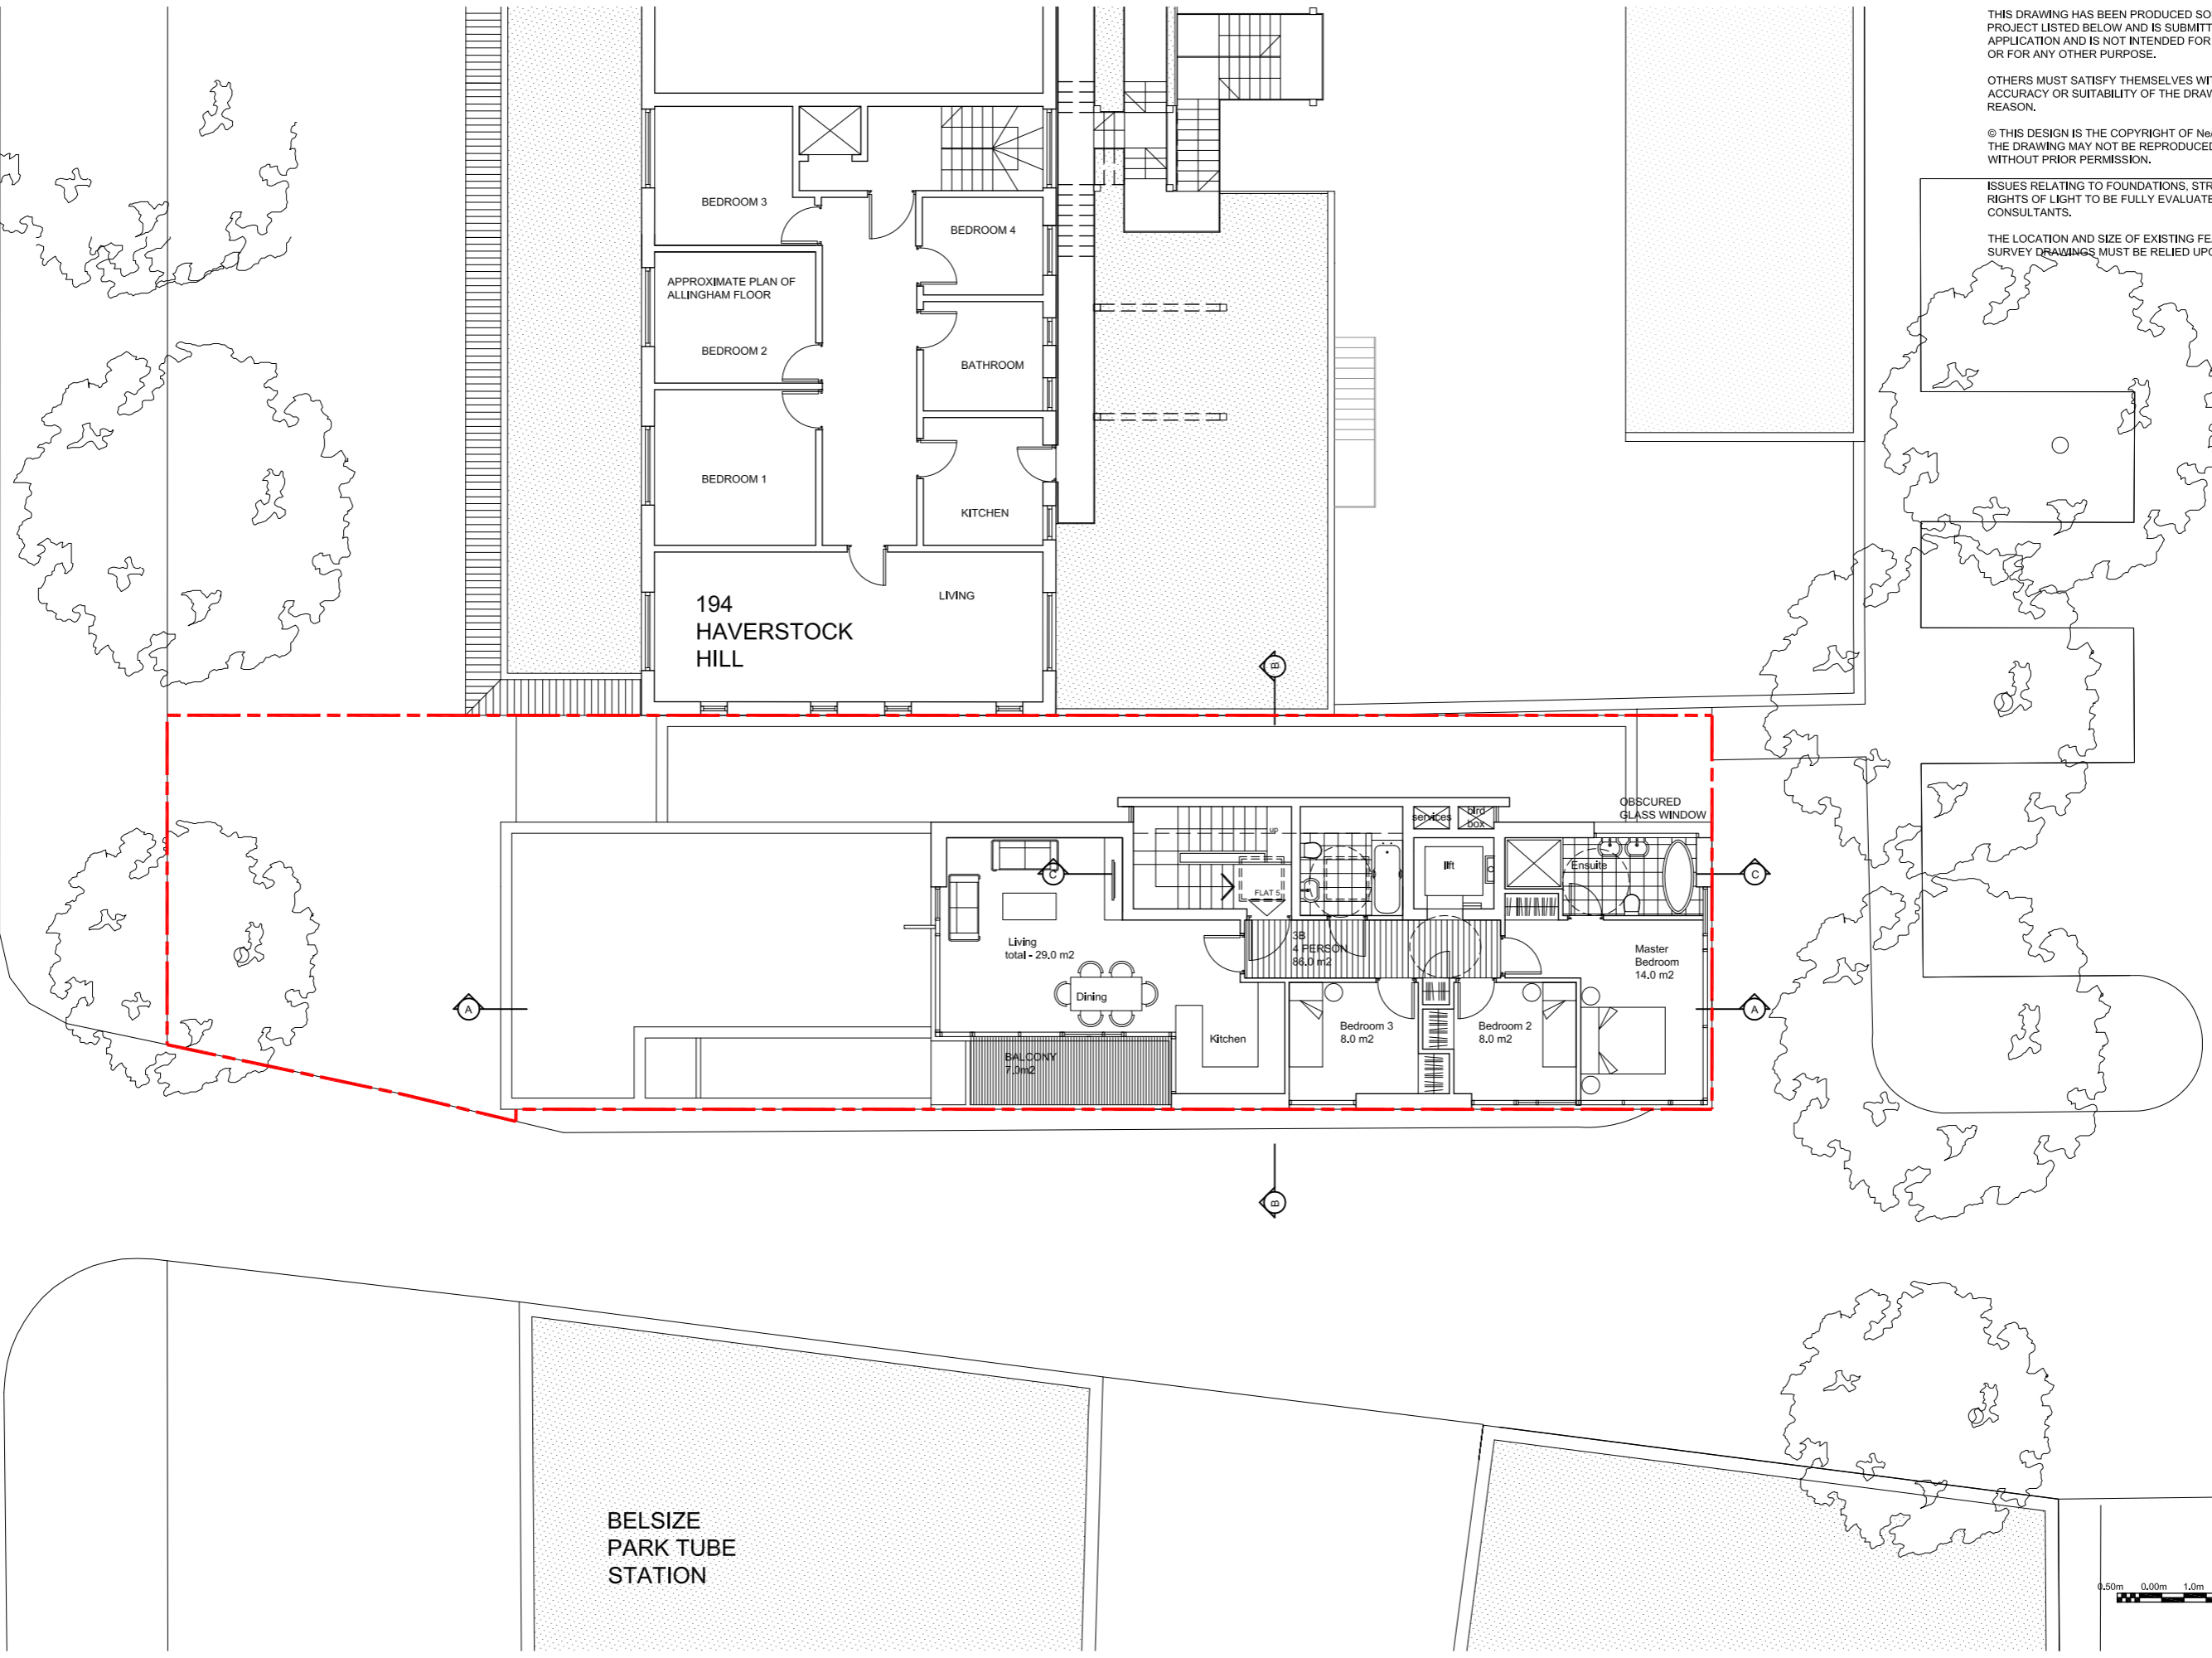 THIS DRAWING HAS BEEN PRODUCED SO
PROJECT LISTED BELOW AND IS SUBMITT
APPLICATION AND IS NOT INTENDED FOR
OR FOR ANY OTHER PURPOSE.
OTHERS MUST SATISFY THEMSELVES WI
ACCURACY OR SUITABILITY OF THE DRAW
REASON.
© THIS DESIGN IS THE COPYRIGHT OF Ne
THE DRAWING MAY NOT BE REPRODUCED
WITHOUT PRIOR PERMISSION.
ISSUES RELATING TO FOUNDATIONS, STR
RIGHTS OF LIGHT TO BE FULLY EVALUATE
CONSULTANTS.
THE LOCATION AND SIZE OF EXISTING FE
SURVEY DRAWINGS MUST BE RELIED UPO
BEDROOM 3
BEDROOM 4
APPROXIMATE PLAN OF
ALLINGHAM FLOOR
BEDROOM 2
BATHROOM
BEDROOM 1
KITCHEN
LIVING
194
HAVERSTOCK
HILL
B
OBSCURED
GLASS WINDOW
services
bird
box
up
lift
Ensuite
C
C
FLAT 5
Living
total - 29.0 m2
3B
4 PERSON
86.0 m2
Master
Bedroom
14.0 m2
Dining
A
A
Kitchen
Bedroom 3
8.0 m2
Bedroom 2
8.0 m2
BALCONY
7.0m2
B
BELSIZE
PARK TUBE
STATION
0.50m 0.00m 1.0m